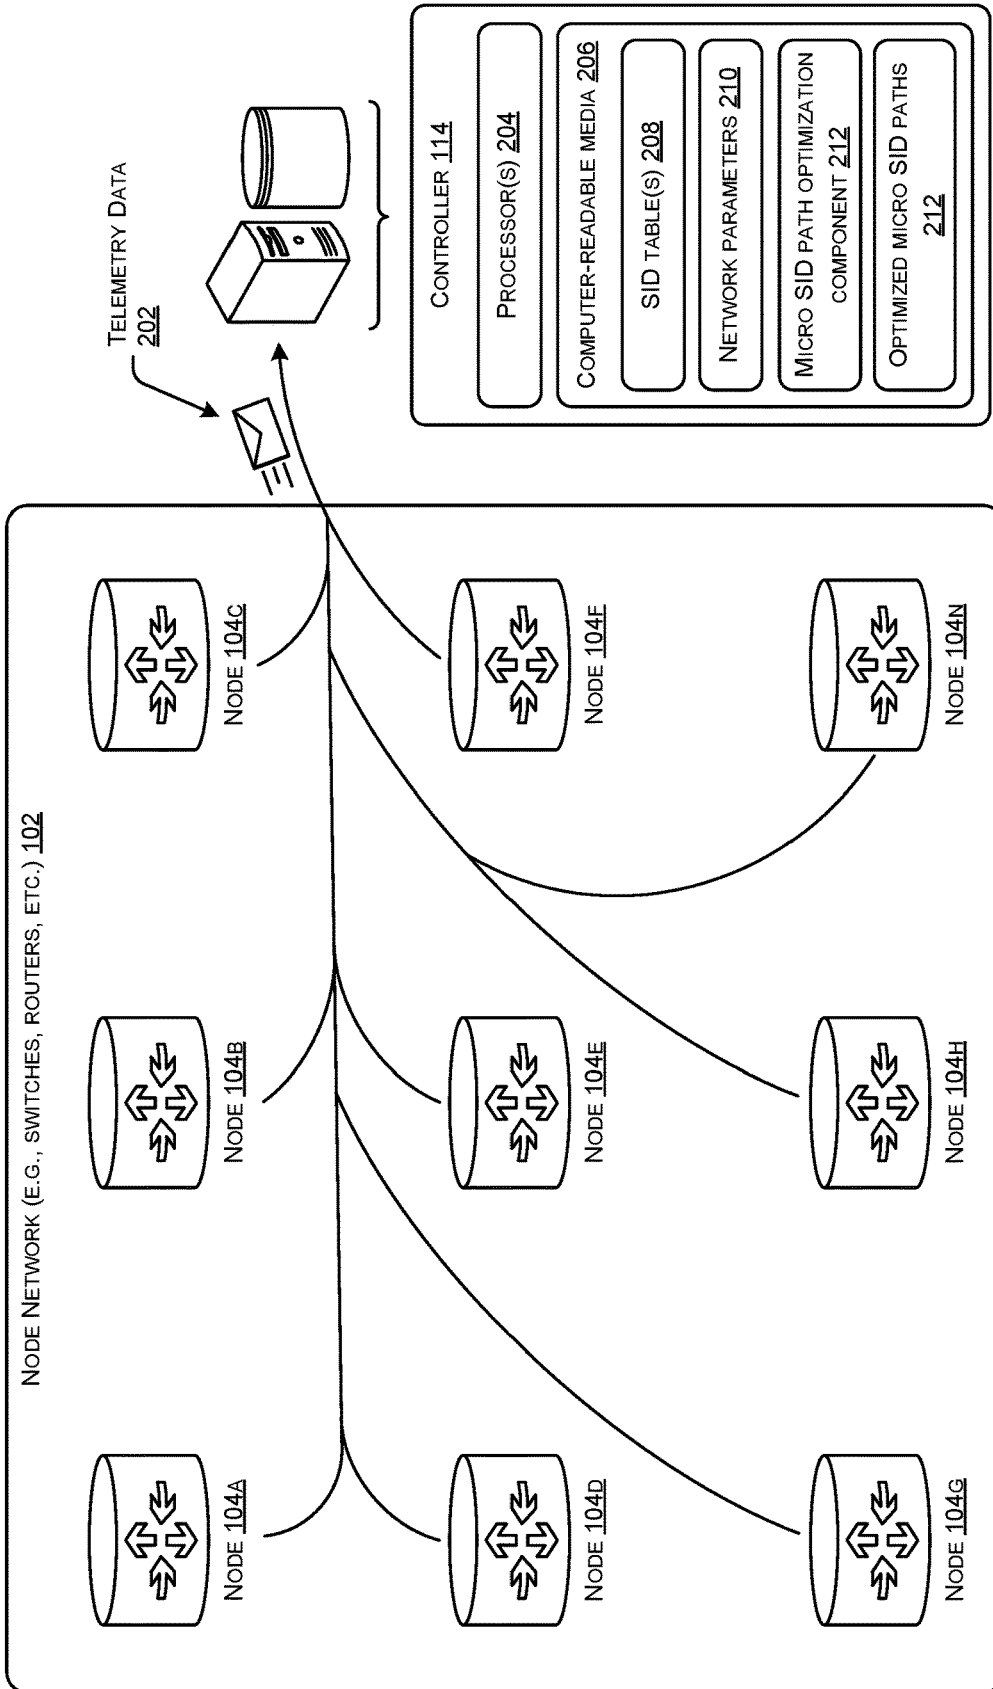 NODE NETWORK (E.G., SWITCHES, ROUTERS, ETC.) 102
NODE 104A
NODE 104B
NODE 104C
NODE 104D
NODE 104E
NODE 104F
NODE 104G
NODE 104H
NODE 104N
TELEMETRY DATA
202
CONTROLLER 114
PROCESSOR(S) 204
COMPUTER-READABLE MEDIA 206
SID TABLE(S) 208
NETWORK PARAMETERS 210
MICRO SID PATH OPTIMIZATION
COMPONENT 212
OPTIMIZED MICRO SID PATHS
212